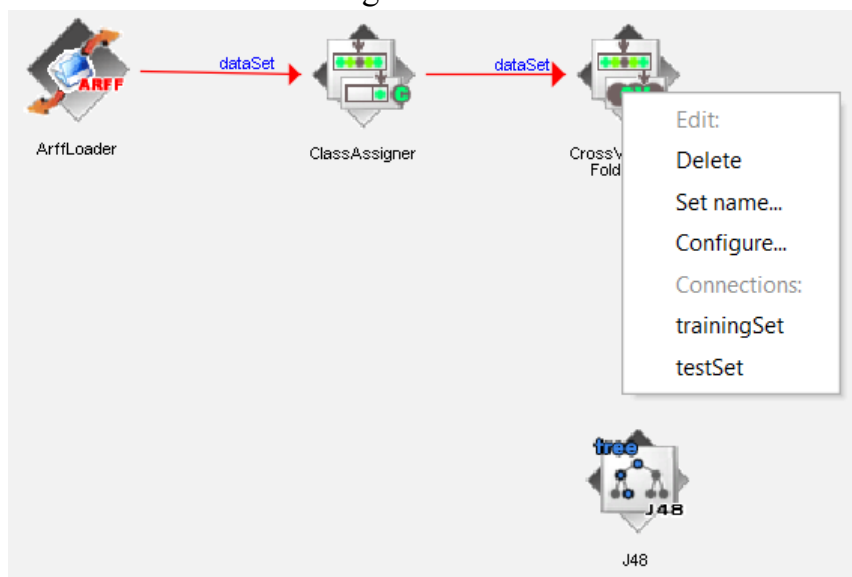 dataSet
dataSet
ARFF
ArffLoader
ClassAssigner
CrossV
Fold
Edit:
Delete
Set name...
Configure...
Connections:
trainingSet
testSet
tree
J48
J48